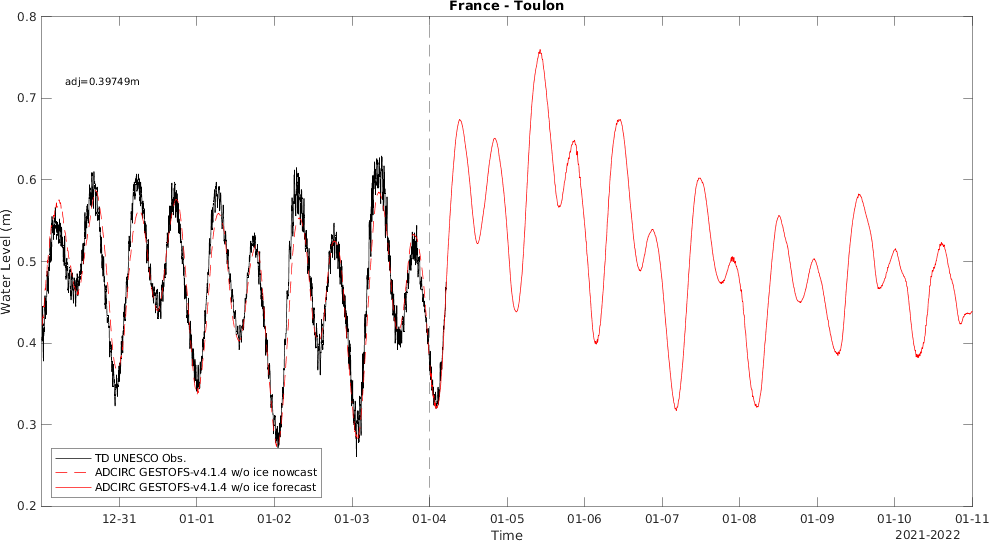 France - Toulon
0.8
0.7
0.6
0.5
0.4
0.3
0.2
Water Level (m)
adj=0.39749m
TD UNESCO Obs.
ADCIRC GESTOFS-v4.1.4 w/o ice nowcast
ADCIRC GESTOFS-v4.1.4 w/o ice forecast
12-31 01-01 01-02 01-03 01-04 01-05 01-06 01-07 01-08 01-09 01-10 01-11
Time
2021-2022